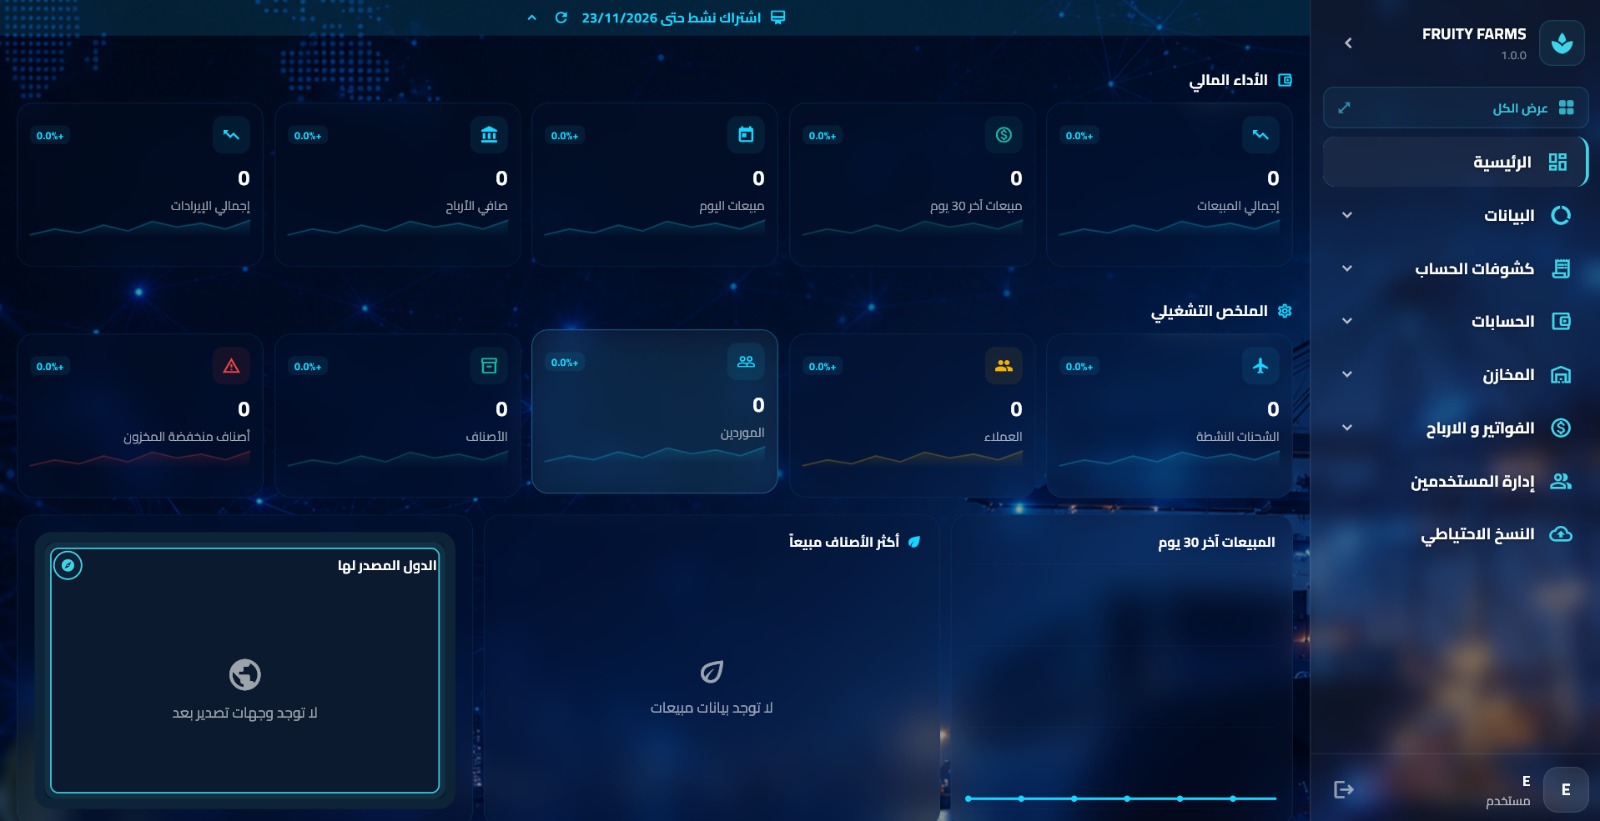 اشتراك نشط حتى 23/11/2026
FRUITY FARMS
1.0.0
عرض الكل
الرئيسية
البيانات
كشوفات الحساب
الحسابات
المخازن
الفواتير و الارباح
إدارة المستخدمين
النسخ الاحتياطي
E
مستخدم
E
الأداء المالي
+0.0%
0
إجمالي المبيعات
+0.0%
0
مبيعات آخر 30 يوم
+0.0%
0
مبيعات اليوم
+0.0%
0
صافي الأرباح
+0.0%
0
إجمالي الإيرادات
الملخص التشغيلي
+0.0%
0
الشحنات النشطة
+0.0%
0
العملاء
+0.0%
0
الموردين
+0.0%
0
الأصناف
+0.0%
0
أصناف منخفضة المخزون
المبيعات آخر 30 يوم
أكثر الأصناف مبيعاً
لا توجد بيانات مبيعات
الدول المصدر لها
لا توجد وجهات تصدير بعد